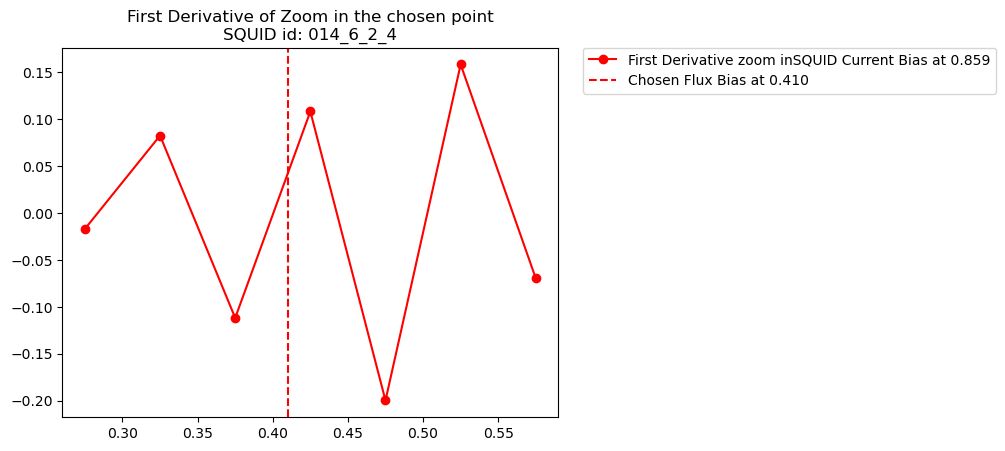 First Derivative of Zoom in the chosen point
SQUID id: 014_6_2_4
First Derivative zoom inSQUID Current Bias at 0.859
Chosen Flux Bias at 0.410
0.15
0.10
0.05
0.00
−0.05
−0.10
−0.15
−0.20
0.30 0.35 0.40 0.45 0.50 0.55